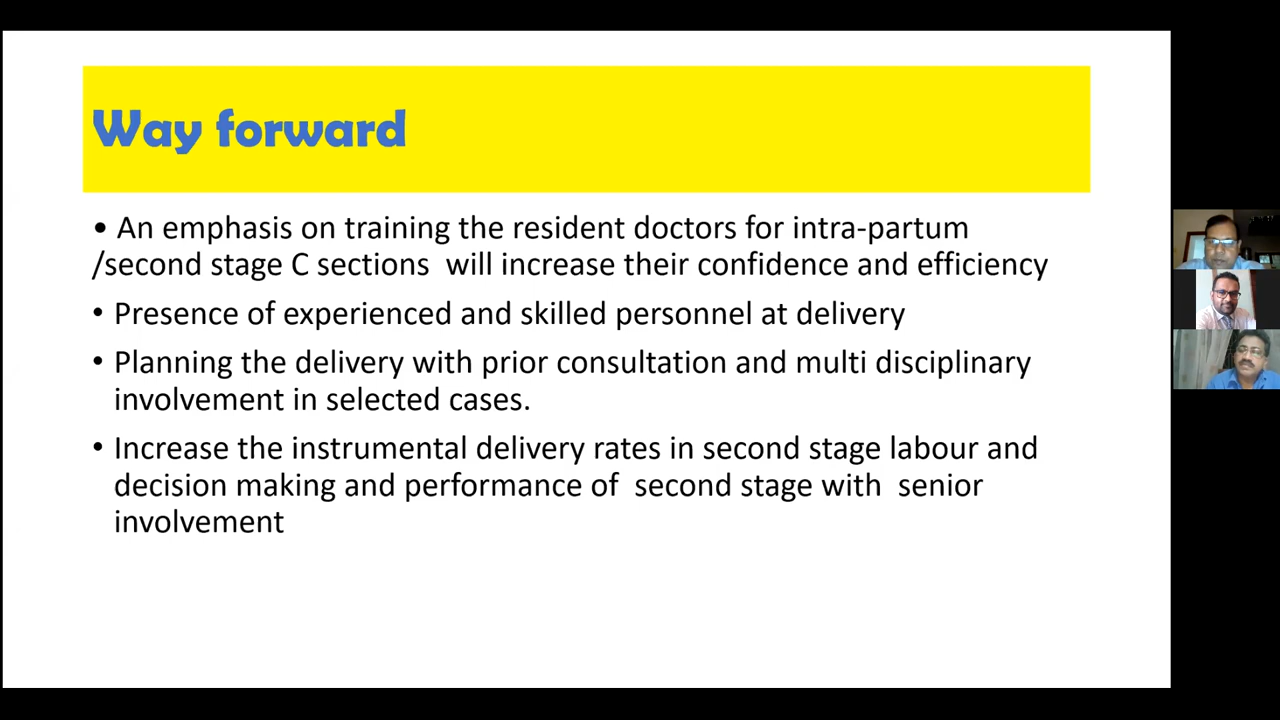 Way forward
• An emphasis on training the resident doctors for intra-partum
/second stage C sections  will increase their confidence and efficiency
• Presence of experienced and skilled personnel at delivery
• Planning the delivery with prior consultation and multi disciplinary
involvement in selected cases.
• Increase the instrumental delivery rates in second stage labour and
decision making and performance of  second stage with  senior
involvement